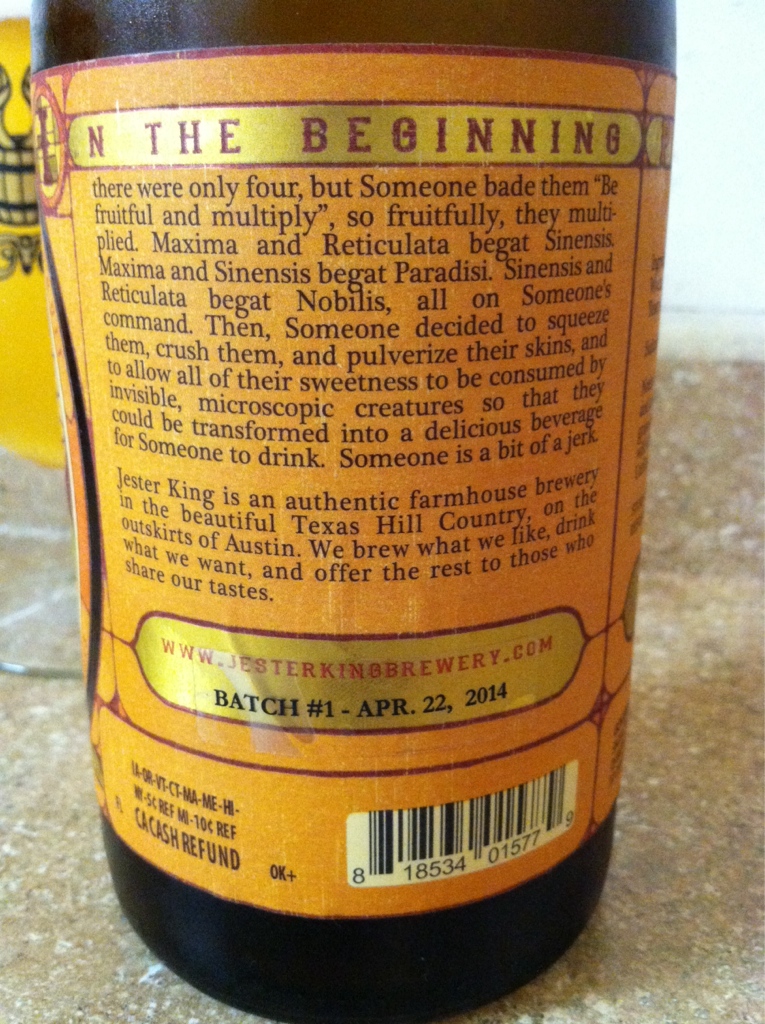 N THE BEGINNING
there were only four, but Someone bade them “Be
fruitful and multiply”, so fruitfully, they multi-
plied. Maxima and Reticulata begat Sinensis.
Maxima and Sinensis begat Paradisi. Sinensis and
Reticulata begat Nobilis, all on Someone's
command. Then, Someone decided to squeeze
them, crush them, and pulverize their skins, and
to allow all of their sweetness to be consumed by
invisible, microscopic creatures so that they
could be transformed into a delicious beverage
for Someone to drink. Someone is a bit of a jerk.
Jester King is an authentic farmhouse brewery
in the beautiful Texas Hill Country, on the
outskirts of Austin. We brew what we like, drink
what we want, and offer the rest to those who
share our tastes.
WWW.JESTERKINGBREWERY.COM
BATCH #1 - APR. 22, 2014
IA-OR-VT-CT-MA-ME-HI-
NY-5¢ REF MI-10¢ REF
CA CASH REFUND
OK+
8 18534 01577 9